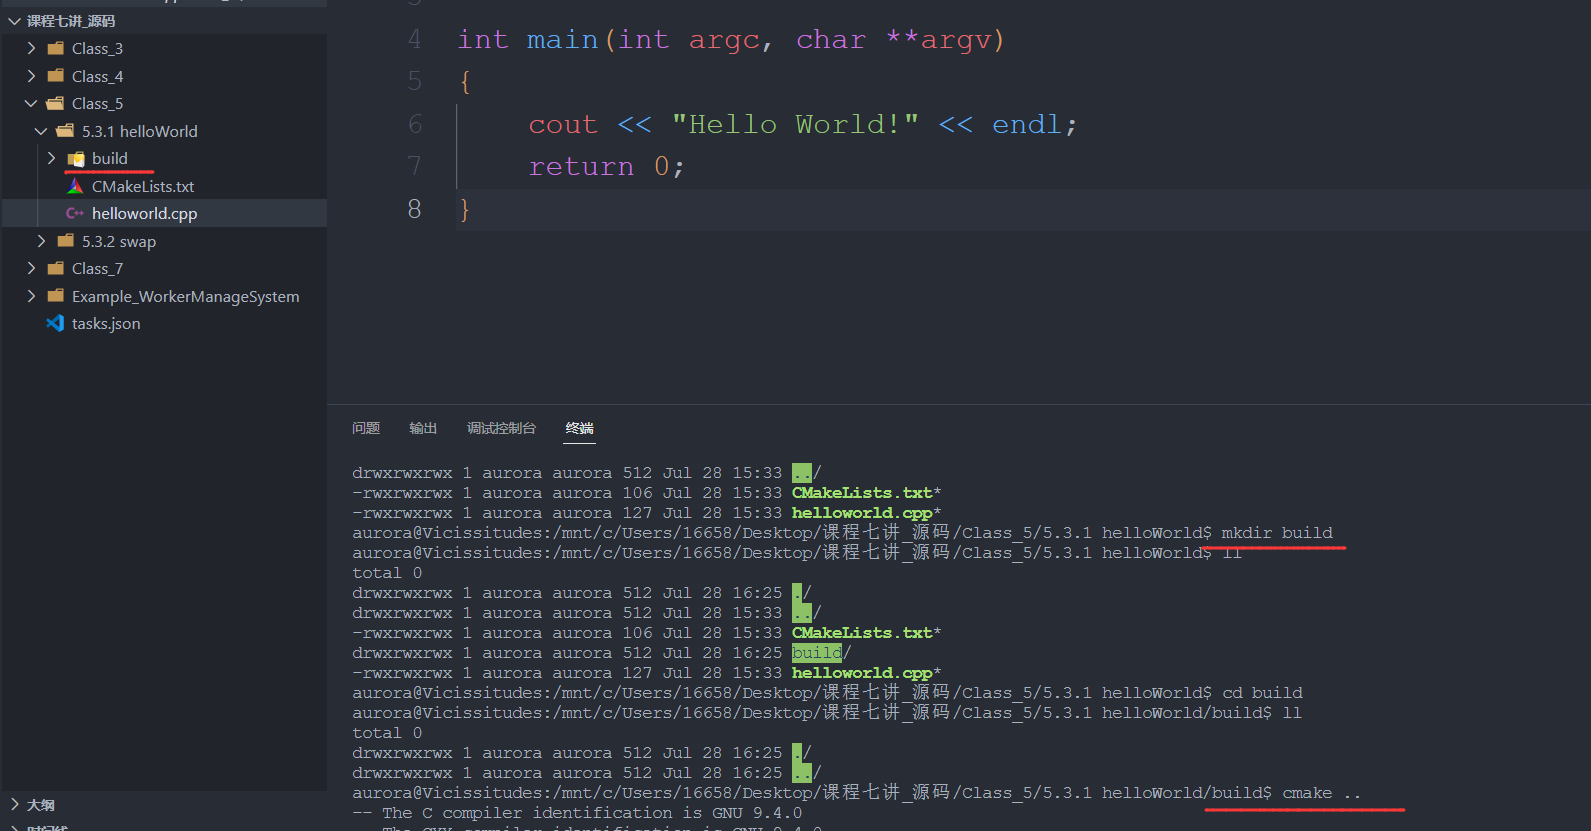 课程七讲_源码
Class_3
Class_4
Class_5
5.3.1 helloWorld
build
CMakeLists.txt
helloworld.cpp
5.3.2 swap
Class_7
Example_WorkerManageSystem
tasks.json
大纲
4 int main(int argc, char **argv)
5 {
6 cout << "Hello World!" << endl;
7 return 0;
8 }
问题 输出 调试控制台 终端
drwxrwxrwx 1 aurora aurora 512 Jul 28 15:33 ../
-rwxrwxrwx 1 aurora aurora 106 Jul 28 15:33 CMakeLists.txt*
-rwxrwxrwx 1 aurora aurora 127 Jul 28 15:33 helloworld.cpp*
aurora@Vicissitudes:/mnt/c/Users/16658/Desktop/课程七讲_源码/Class_5/5.3.1 helloWorld$ mkdir build
aurora@Vicissitudes:/mnt/c/Users/16658/Desktop/课程七讲_源码/Class_5/5.3.1 helloWorld$ ll
total 0
drwxrwxrwx 1 aurora aurora 512 Jul 28 16:25 ./
drwxrwxrwx 1 aurora aurora 512 Jul 28 15:33 ../
-rwxrwxrwx 1 aurora aurora 106 Jul 28 15:33 CMakeLists.txt*
drwxrwxrwx 1 aurora aurora 512 Jul 28 16:25 build/
-rwxrwxrwx 1 aurora aurora 127 Jul 28 15:33 helloworld.cpp*
aurora@Vicissitudes:/mnt/c/Users/16658/Desktop/课程七讲_源码/Class_5/5.3.1 helloWorld$ cd build
aurora@Vicissitudes:/mnt/c/Users/16658/Desktop/课程七讲_源码/Class_5/5.3.1 helloWorld/build$ ll
total 0
drwxrwxrwx 1 aurora aurora 512 Jul 28 16:25 ./
drwxrwxrwx 1 aurora aurora 512 Jul 28 16:25 ../
aurora@Vicissitudes:/mnt/c/Users/16658/Desktop/课程七讲_源码/Class_5/5.3.1 helloWorld/build$ cmake ..
-- The C compiler identification is GNU 9.4.0